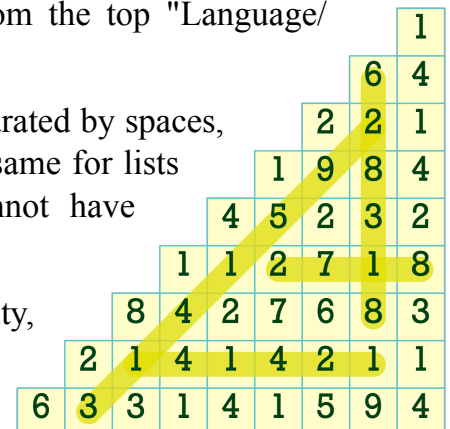 om the top "Language/
1
6 4
arated by spaces,
2 2 1
same for lists
1 9 8 4
nnot have
4 5 2 3 2
1 1 2 7 1 8
ity,
8 4 2 7 6 8 3
2 1 4 1 4 2 1 1
6 3 3 1 4 1 5 9 4